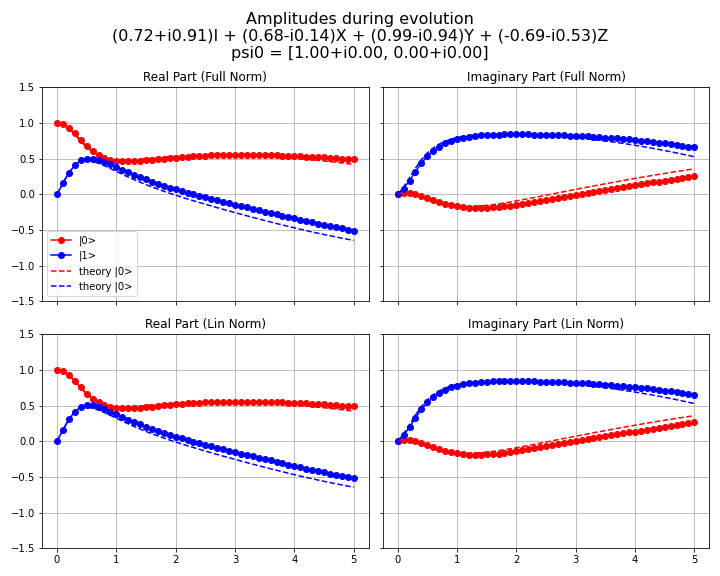 Amplitudes during evolution
(0.72+i0.91)I + (0.68-i0.14)X + (0.99-i0.94)Y + (-0.69-i0.53)Z
psi0 = [1.00+i0.00, 0.00+i0.00]
Real Part (Full Norm)
1.5
1.0
0.5
0.0
−0.5
−1.0
−1.5
|0>
|1>
theory |0>
theory |0>
Imaginary Part (Full Norm)
Real Part (Lin Norm)
1.5
1.0
0.5
0.0
−0.5
−1.0
−1.5
0 1 2 3 4 5
Imaginary Part (Lin Norm)
0 1 2 3 4 5